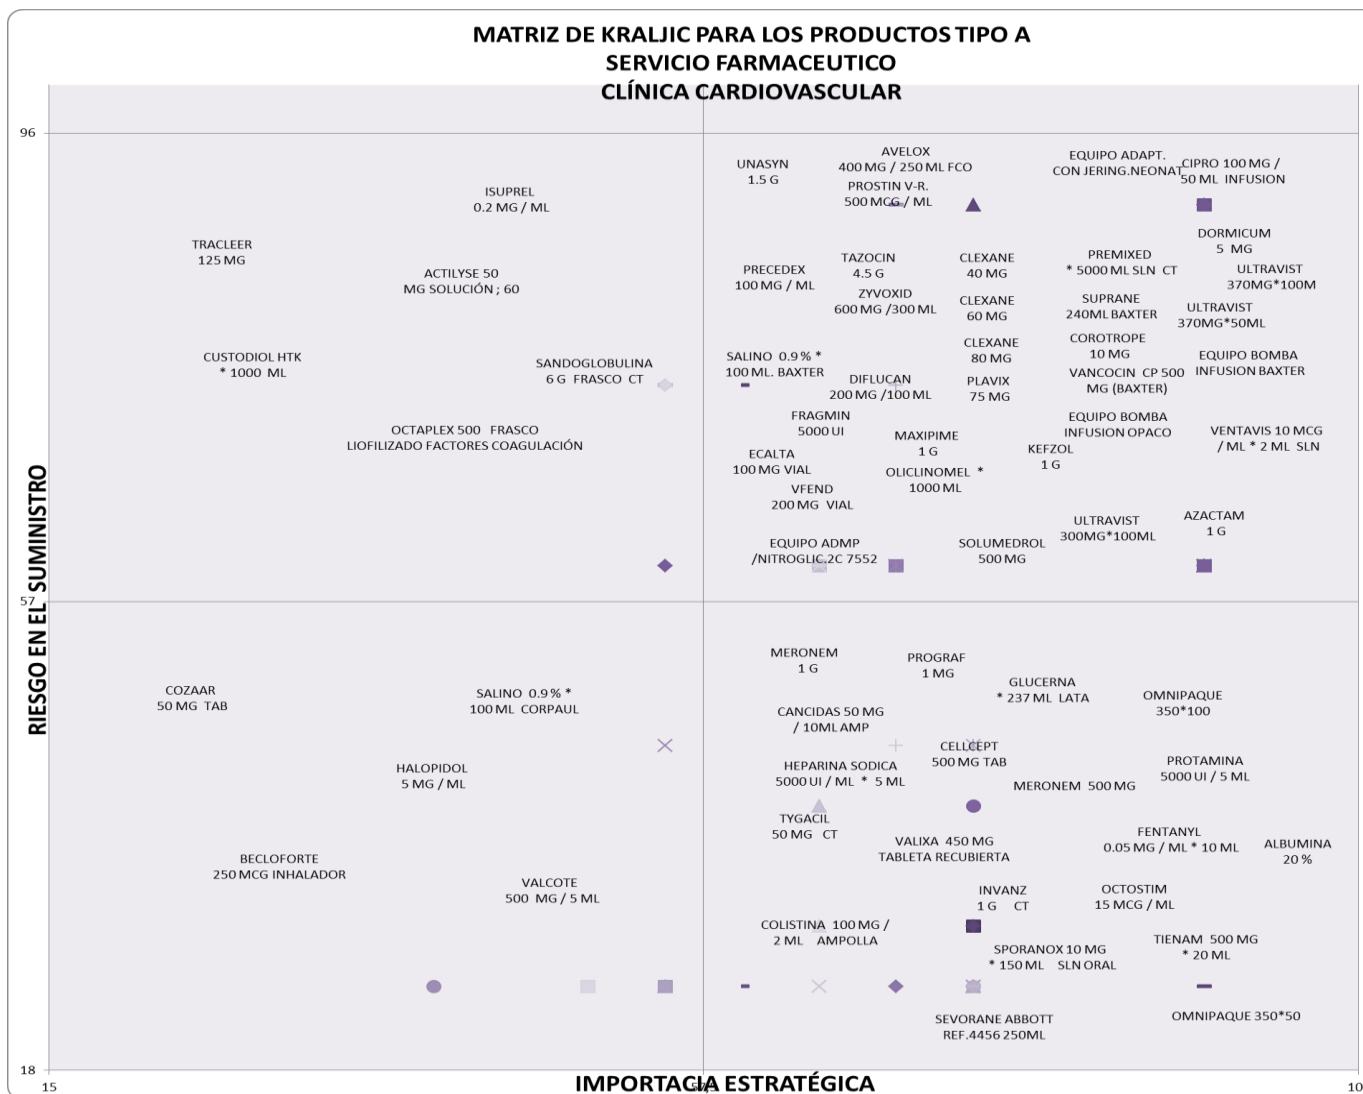 MATRIZ DE KRALJIC PARA LOS PRODUCTOS TIPO A
SERVICIO FARMACEUTICO
CLÍNICA CARDIOVASCULAR
RIESGO EN EL SUMINISTRO
96
ISUPREL
0.2 MG / ML
TRACLEER
125 MG
ACTILYSE 50
MG SOLUCIÓN ; 60
CUSTODIOL HTK
* 1000 ML
SANDOGLOBULINA
6 G FRASCO CT
OCTAPLEX 500 FRASCO
LIOFILIZADO FACTORES COAGULACIÓN
UNASYN
1.5 G
AVELOX
400 MG / 250 ML FCO
PROSTIN V-R.
500 MCG / ML
EQUIPO ADAPT.
CON JERING.NEONAT
CIPRO 100 MG /
50 ML INFUSION
DORMICUM
5 MG
PRECEDEX
100 MG / ML
TAZOCIN
4.5 G
ZYVOXID
600 MG /300 ML
CLEXANE
40 MG
CLEXANE
60 MG
CLEXANE
80 MG
PREMIXED
* 5000 ML SLN CT
SUPRANE
240ML BAXTER
ULTRAVIST
370MG*100M
ULTRAVIST
370MG*50ML
COROTROPE
10 MG
SALINO 0.9 % *
100 ML. BAXTER
DIFLUCAN
200 MG /100 ML
PLAVIX
75 MG
VANCOCIN CP 500
MG (BAXTER)
EQUIPO BOMBA
INFUSION BAXTER
FRAGMIN
5000 UI
MAXIPIME
1 G
EQUIPO BOMBA
INFUSION OPACO
KEFZOL
1 G
VENTAVIS 10 MCG
/ ML * 2 ML SLN
ECALTA
100 MG VIAL
OLICLINOMEL *
1000 ML
VFEND
200 MG VIAL
EQUIPO ADMP
/NITROGLIC 2C 7552
SOLUMEDROL
500 MG
ULTRAVIST
300MG*100ML
AZACTAM
1 G
57
COZAAR
50 MG TAB
SALINO 0.9 % *
100 ML CORPAUL
HALOPIDOL
5 MG / ML
BECLOFORTE
250 MCG INHALADOR
VALCOTE
500 MG / 5 ML
MERONEM
1 G
PROGRAF
1 MG
GLUCERNA
* 237 ML LATA
OMNIPAQUE
350*100
CANCIDAS 50 MG
/ 10ML AMP
CELLCEPT
500 MG TAB
HEPARINA SODICA
5000 UI / ML * 5 ML
MERONEM 500 MG
PROTAMINA
5000 UI / 5 ML
TYGACIL
50 MG CT
VALIXA 450 MG
TABLETA RECUBIERTA
FENTANYL
0.05 MG / ML * 10 ML
ALBUMINA
20 %
INVANZ
1 G CT
OCTOSTIM
15 MCG / ML
COLISTINA 100 MG /
2 ML AMPOLLA
SPORANOX 10 MG
* 150 ML SLN ORAL
TIENAM 500 MG
* 20 ML
SEVORANE ABBOTT
REF.4456 250ML
OMNIPAQUE 350*50
18
15
10
IMPORTACIA ESTRATÉGICA